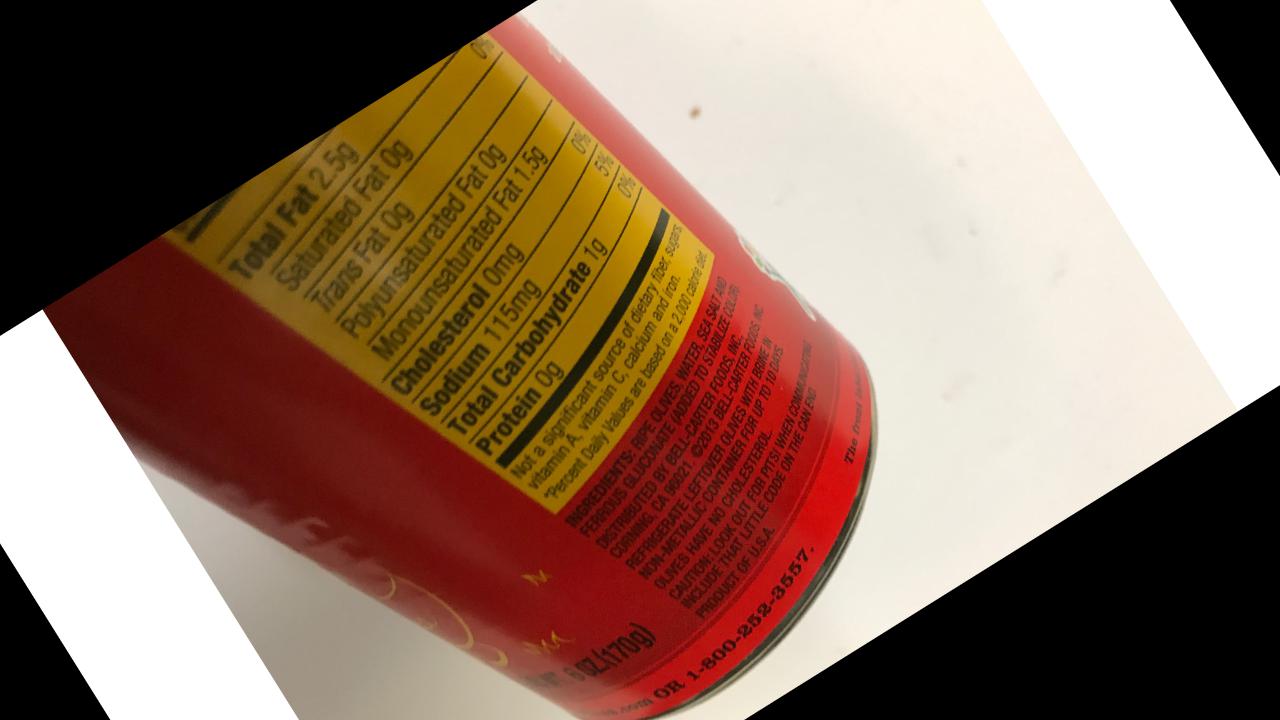 0%
Total Fat 2.5g
Saturated Fat 0g
Trans Fat 0g
Polyunsaturated Fat 0g
Monounsaturated Fat 1.5g
Cholesterol 0mg 0%
Sodium 115mg 5%
Total Carbohydrate 1g 0%
Protein 0g
Not a significant source of dietary fiber, sugars,
vitamin A, vitamin C, calcium and iron.
*Percent Daily Values are based on a 2,000 calorie diet.
INGREDIENTS: RIPE OLIVES, WATER, SEA SALT AND
FERROUS GLUCONATE (ADDED TO STABILIZE COLOR)
DISTRIBUTED BY BELL-CARTER FOODS, INC.
CORNING, CA 96021 ©2013 BELL-CARTER FOODS INC
REFRIGERATE LEFTOVER OLIVES WITH BRINE IN
NON-METALLIC CONTAINER FOR UP TO 10 DAYS
OLIVES HAVE NO CHOLESTEROL.
CAUTION: LOOK OUT FOR PITS! WHEN COMMUNICATING
INCLUDE THAT LITTLE CODE ON THE CAN END
PRODUCT OF U.S.A.
6 OZ.(170g)
.com OR 1-800-252-3557.
The